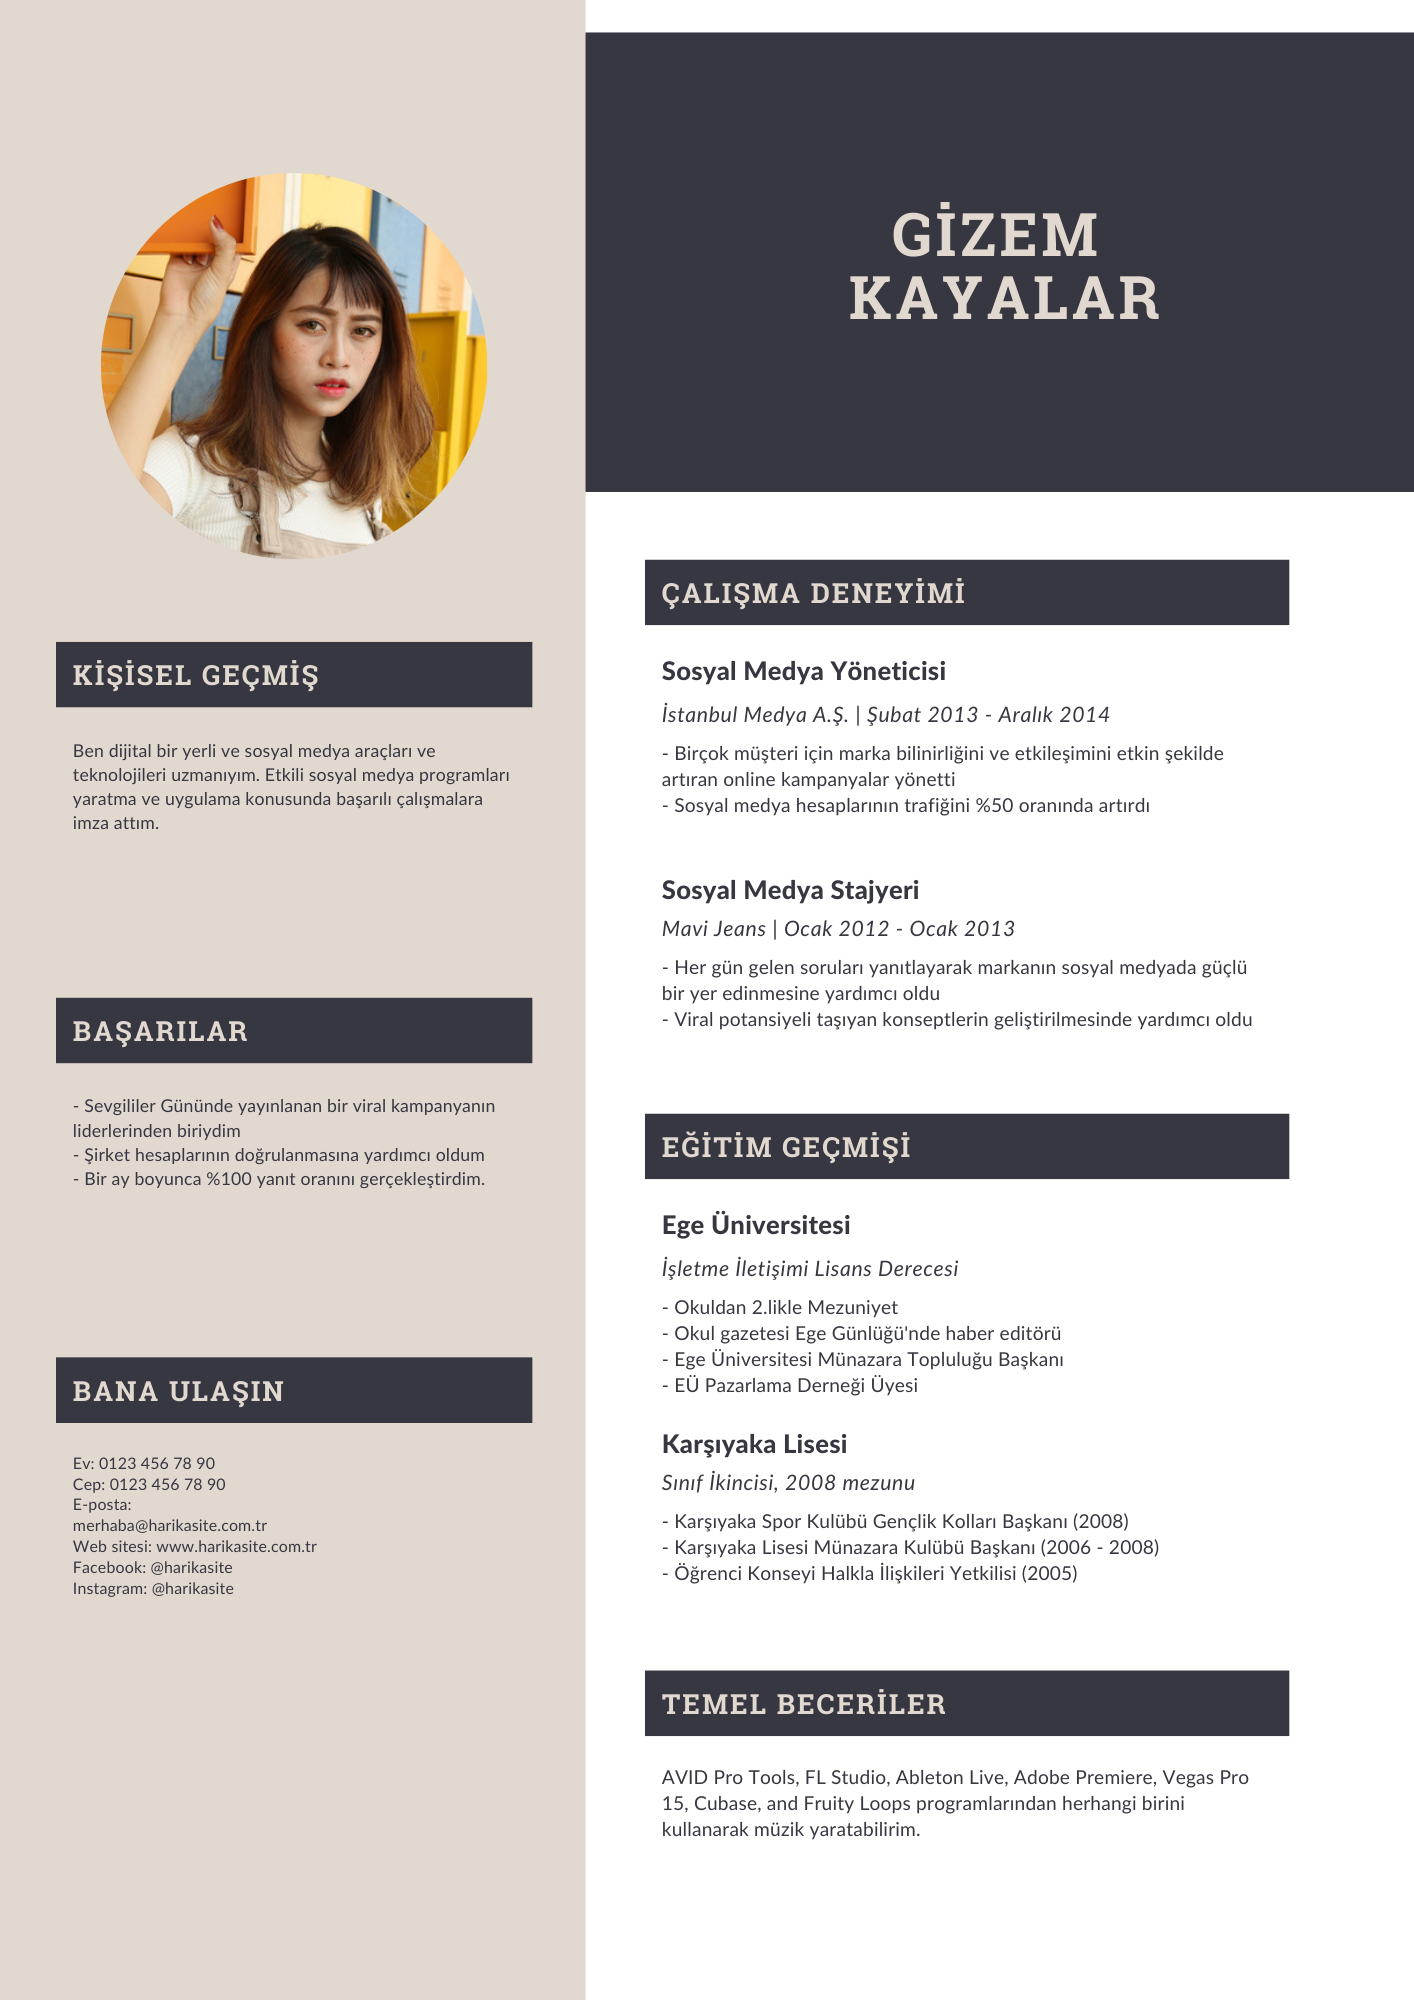 GİZEM
KAYALAR
KİŞİSEL GEÇMİŞ
Ben dijital bir yerli ve sosyal medya araçları ve
teknolojileri uzmanıyım. Etkili sosyal medya programları
yaratma ve uygulama konusunda başarılı çalışmalara
imza attım.
BAŞARILAR
- Sevgililer Gününde yayınlanan bir viral kampanyanın
liderlerinden biriydim
- Şirket hesaplarının doğrulanmasına yardımcı oldum
- Bir ay boyunca %100 yanıt oranını gerçekleştirdim.
BANA ULAŞIN
Ev: 0123 456 78 90
Cep: 0123 456 78 90
E-posta:
merhaba@harikasite.com.tr
Web sitesi: www.harikasite.com.tr
Facebook: @harikasite
Instagram: @harikasite
ÇALIŞMA DENEYİMİ
Sosyal Medya Yöneticisi
İstanbul Medya A.Ş. | Şubat 2013 - Aralık 2014
- Birçok müşteri için marka bilinirliğini ve etkileşimini etkin şekilde
artıran online kampanyalar yönetti
- Sosyal medya hesaplarının trafiğini %50 oranında artırdı
Sosyal Medya Stajyeri
Mavi Jeans | Ocak 2012 - Ocak 2013
- Her gün gelen soruları yanıtlayarak markanın sosyal medyada güçlü
bir yer edinmesine yardımcı oldu
- Viral potansiyeli taşıyan konseptlerin geliştirilmesinde yardımcı oldu
EĞİTİM GEÇMİŞİ
Ege Üniversitesi
İşletme İletişimi Lisans Derecesi
- Okuldan 2.likle Mezuniyet
- Okul gazetesi Ege Günlüğü'nde haber editörü
- Ege Üniversitesi Münazara Topluluğu Başkanı
- EÜ Pazarlama Derneği Üyesi
Karşıyaka Lisesi
Sınıf İkincisi, 2008 mezunu
- Karşıyaka Spor Kulübü Gençlik Kolları Başkanı (2008)
- Karşıyaka Lisesi Münazara Kulübü Başkanı (2006 - 2008)
- Öğrenci Konseyi Halkla İlişkileri Yetkilisi (2005)
TEMEL BECERİLER
AVID Pro Tools, FL Studio, Ableton Live, Adobe Premiere, Vegas Pro
15, Cubase, and Fruity Loops programlarından herhangi birini
kullanarak müzik yaratabilirim.